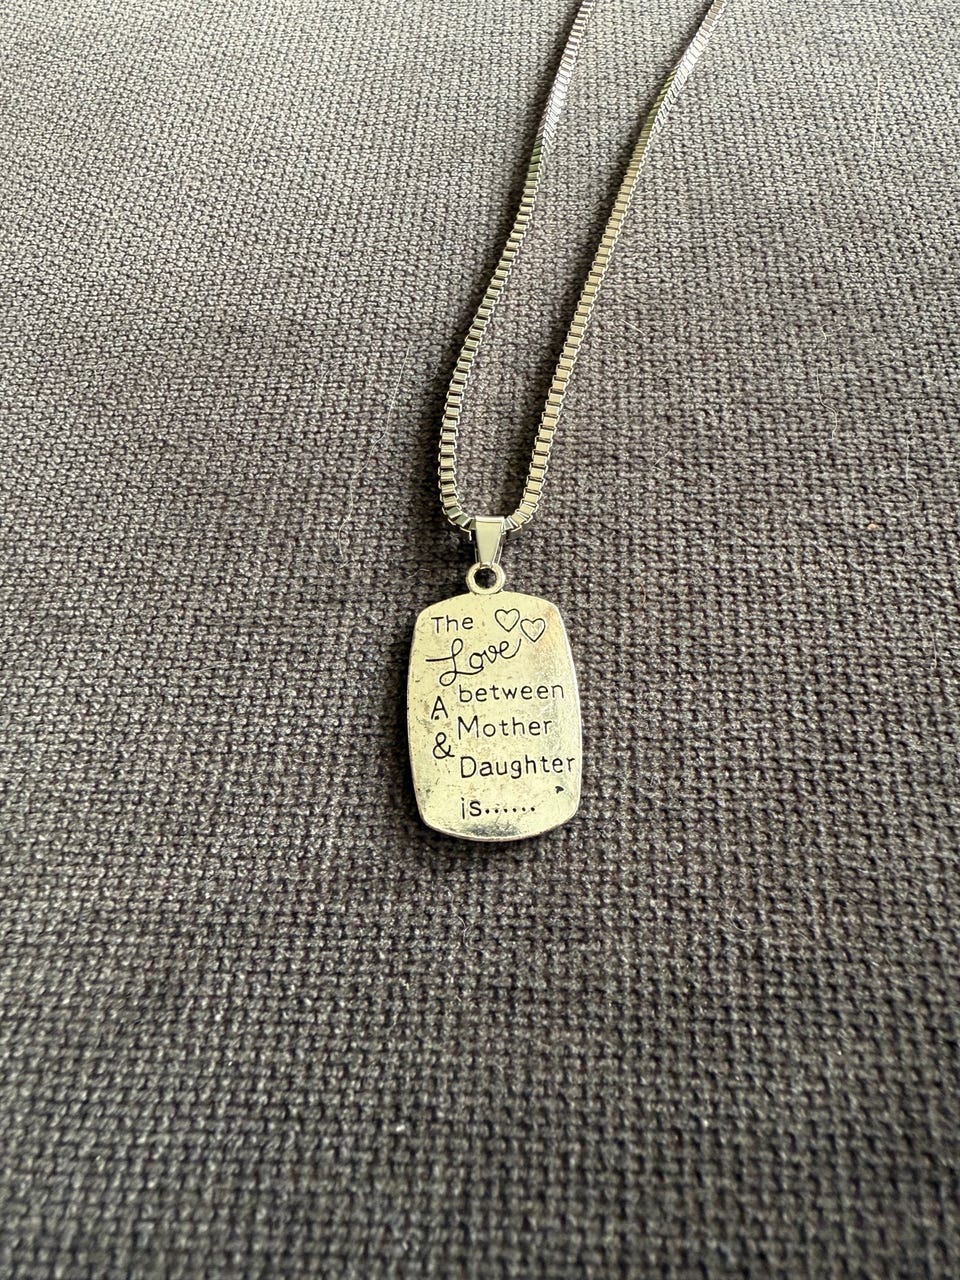 The
Love
A between
& Mother
Daughter
is......